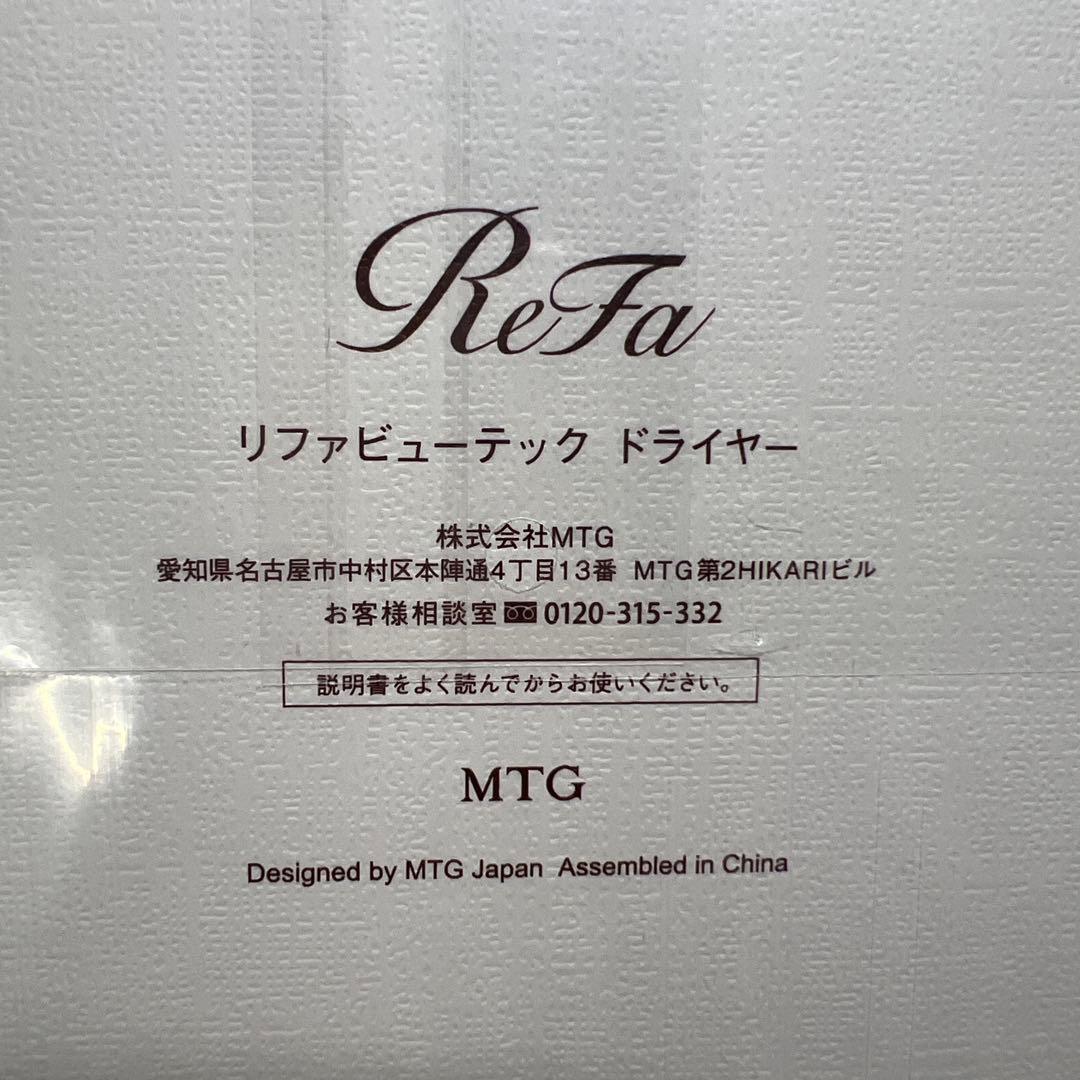 ReFa
リファビューテック ドライヤー
株式会社MTG
愛知県名古屋市中村区本陣通4丁目13番 MTG第2HIKARIビル
お客様相談室 0120-315-332
説明書をよく読んでからお使いください。
MTG
Designed by MTG Japan Assembled in China